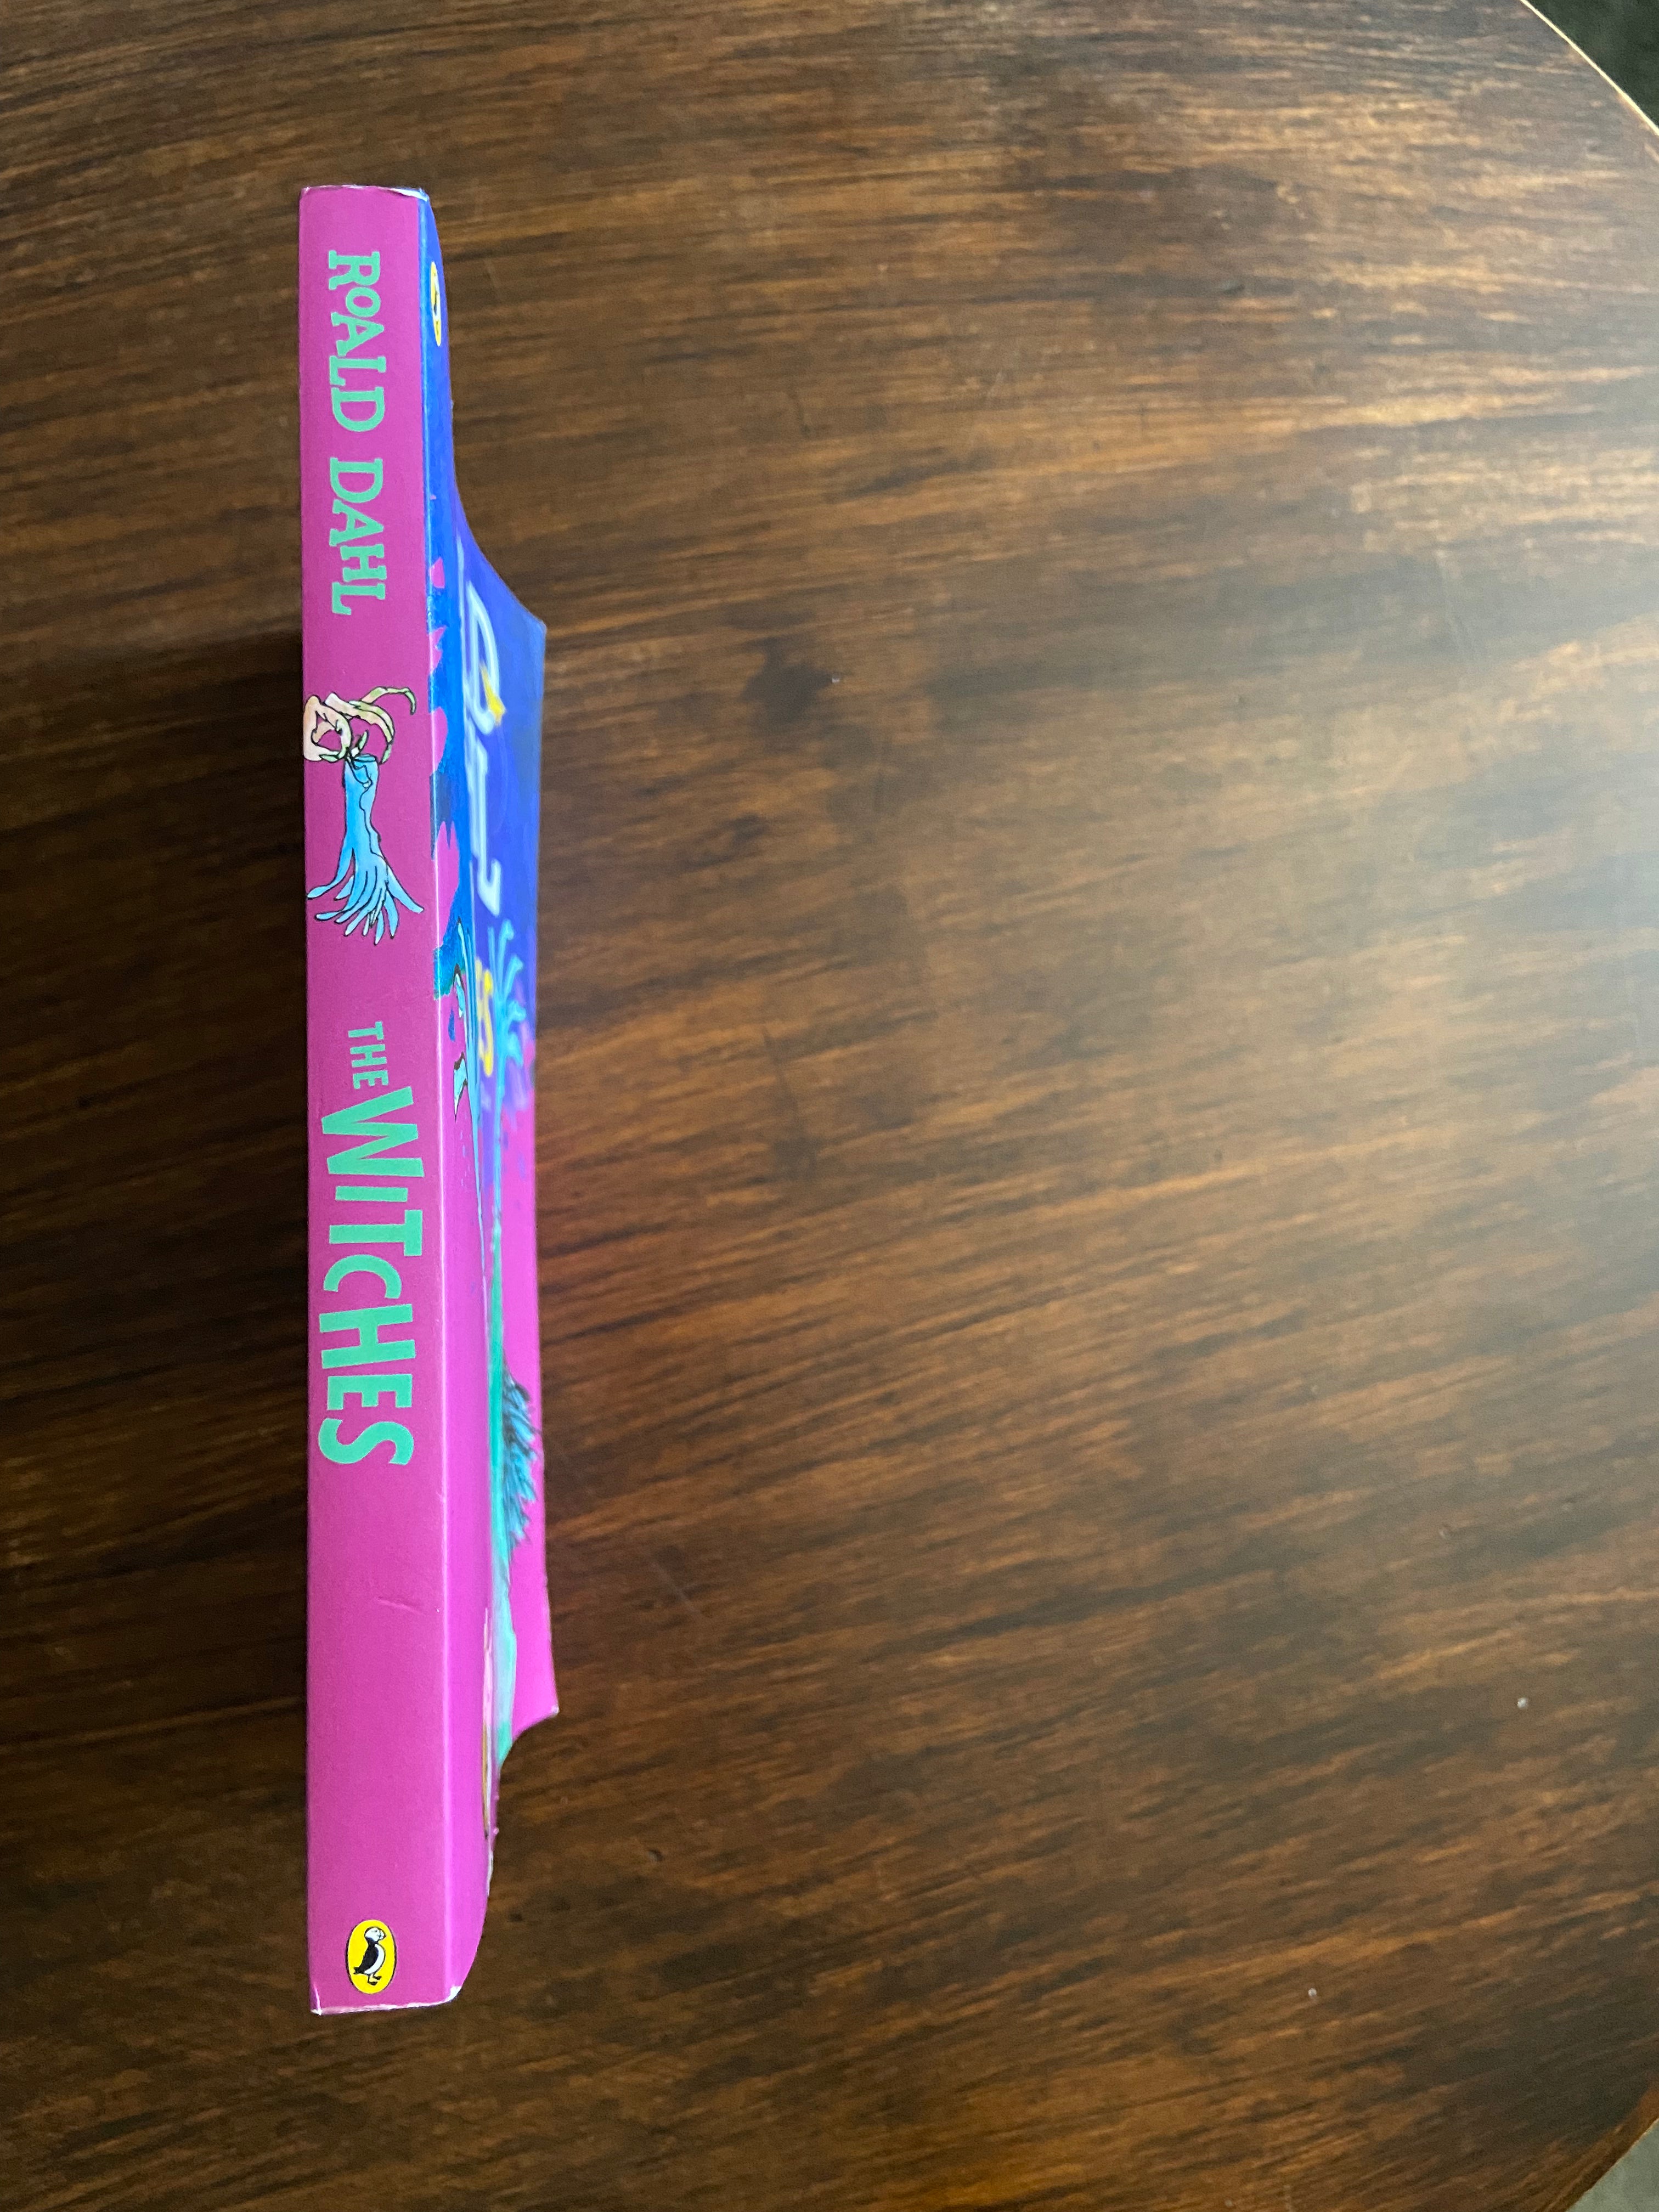 ROALD DAHL
THE WITCHES